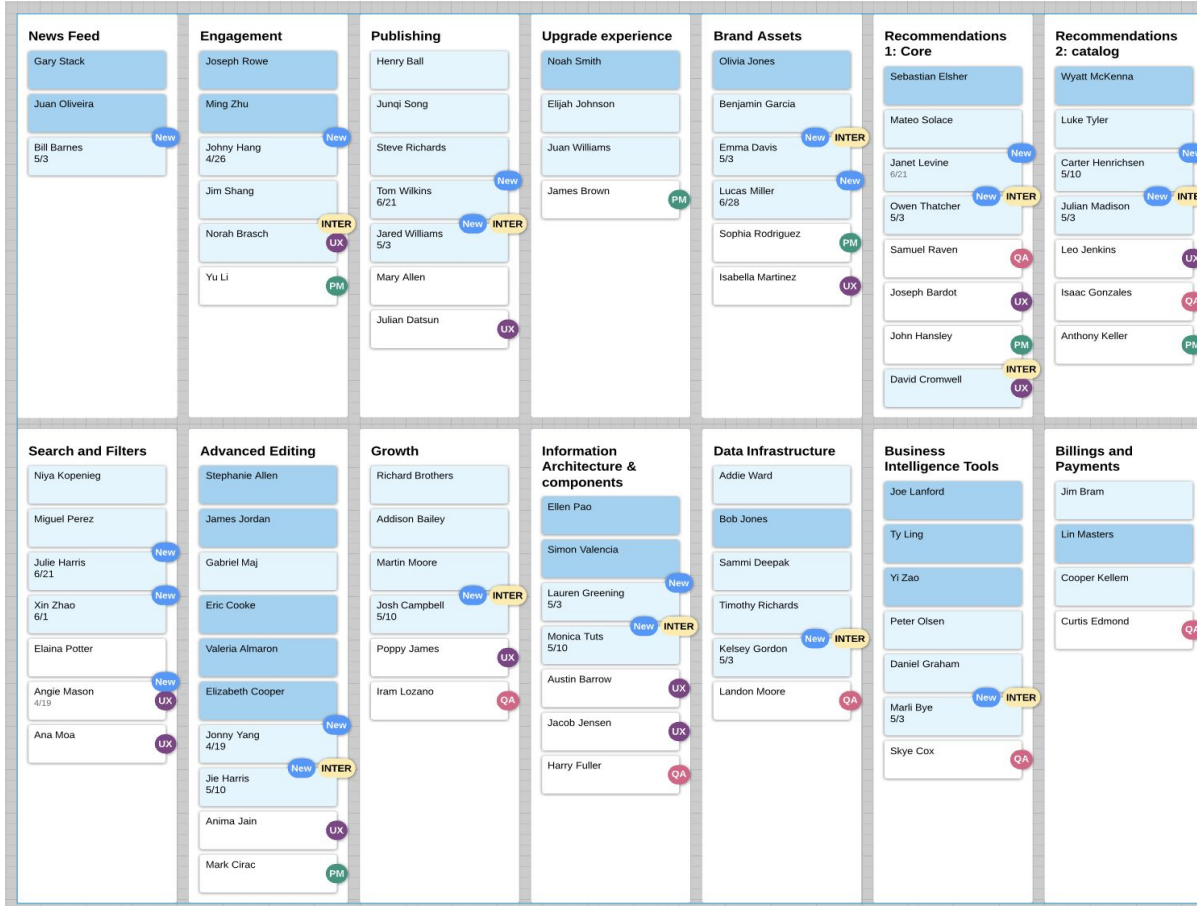 News Feed
Gary Stack
Juan Oliveira
New
Bill Barnes
5/3
Engagement
Joseph Rowe
Ming Zhu
New
Johny Hang
4/26
Jim Shang
INTER
Norah Brasch
UX
Yu Li
PM
Publishing
Henry Ball
Junqi Song
Steve Richards
New
Tom Wilkins
6/21
New INTER
Jared Williams
5/3
Mary Allen
Julian Datsun
UX
Upgrade experience
Noah Smith
Elijah Johnson
Juan Williams
James Brown
PM
Brand Assets
Olivia Jones
Benjamin Garcia
New INTER
Emma Davis
5/3
New
Lucas Miller
6/28
Sophia Rodriguez
PM
Isabella Martinez
UX
Recommendations
1: Core
Sebastian Elsher
Mateo Solace
New
Janet Levine
6/21
New INTER
Owen Thatcher
5/3
Samuel Raven
QA
Joseph Bardot
UX
John Hansley
PM
INTER
David Cromwell
UX
Recommendations
2: catalog
Wyatt McKenna
Luke Tyler
New
Carter Henrichsen
5/10
New INTE
Julian Madison
5/3
Leo Jenkins
UX
Isaac Gonzales
QA
Anthony Keller
PM
Search and Filters
Niya Kopenieg
Miguel Perez
New
Julie Harris
6/21
New
Xin Zhao
6/1
Elaina Potter
New
Angie Mason
4/19
UX
Ana Moa
UX
Advanced Editing
Stephanie Allen
James Jordan
Gabriel Maj
Eric Cooke
Valeria Almaron
Elizabeth Cooper
New
Jonny Yang
4/19
New INTER
Jie Harris
5/10
Anima Jain
UX
Mark Cirac
PM
Growth
Richard Brothers
Addison Bailey
Martin Moore
New INTER
Josh Campbell
5/10
Poppy James
UX
Iram Lozano
QA
Information
Architecture &
components
Ellen Pao
Simon Valencia
New
Lauren Greening
5/3
New INTER
Monica Tuts
5/10
Austin Barrow
UX
Jacob Jensen
UX
Harry Fuller
QA
Data Infrastructure
Addie Ward
Bob Jones
Sammi Deepak
Timothy Richards
New INTER
Kelsey Gordon
5/3
Landon Moore
QA
Business
Intelligence Tools
Joe Lanford
Ty Ling
Yi Zao
Peter Olsen
Daniel Graham
New INTER
Marli Bye
5/3
Skye Cox
QA
Billings and
Payments
Jim Bram
Lin Masters
Cooper Kellem
Curtis Edmond
QA